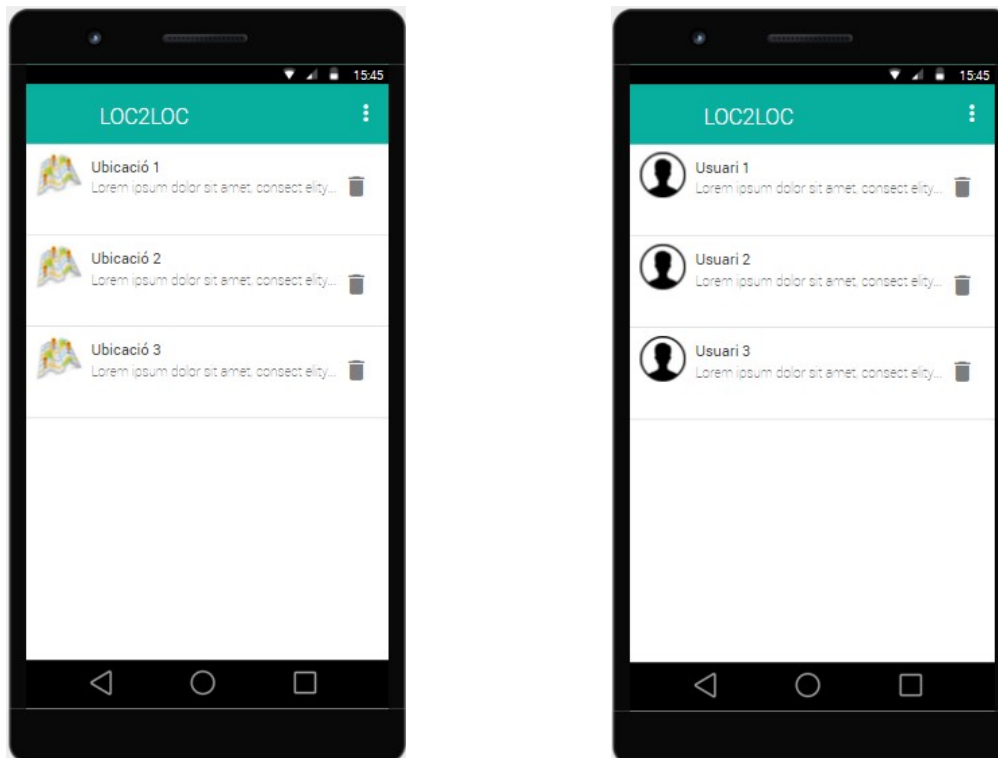 15:45
LOC2LOC
Ubicació 1
Lorem ipsum dolor sit amet, consect elity...
Ubicació 2
Lorem ipsum dolor sit amet, consect elity...
Ubicació 3
Lorem ipsum dolor sit amet, consect elity...
15:45
LOC2LOC
Usuari 1
Lorem ipsum dolor sit amet, consect elity...
Usuari 2
Lorem ipsum dolor sit amet, consect elity...
Usuari 3
Lorem ipsum dolor sit amet, consect elity...